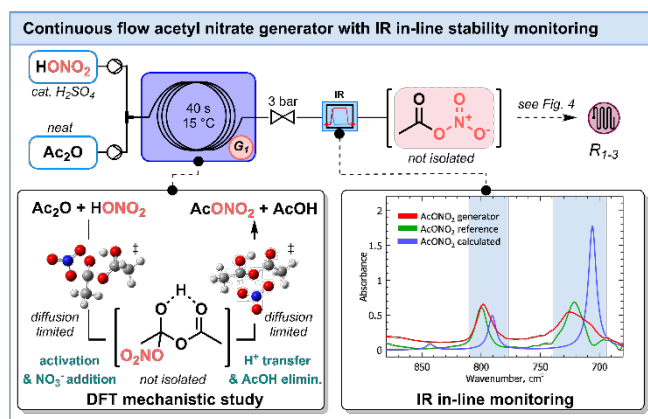 Continuous flow acetyl nitrate generator with IR in-line stability monitoring
HONO₂
cat. H₂SO₄
neat
Ac₂O
40 s
15 °C
G₁
3 bar
IR
O
O
O
N⁺
O⁻
not isolated
see Fig. 4
R₁₋₃
Ac₂O + HONO₂
AcONO₂ + AcOH
‡
‡
diffusion
limited
diffusion
limited
H
O
O
O₂NO
O
not isolated
activation
& NO₃⁻ addition
H⁺ transfer
& AcOH elimin.
DFT mechanistic study
AcONO₂ generator
AcONO₂ reference
AcONO₂ calculated
Absorbance
2
1.5
1
0.5
0
850
800
750
700
Wavenumber, cm⁻
IR in-line monitoring